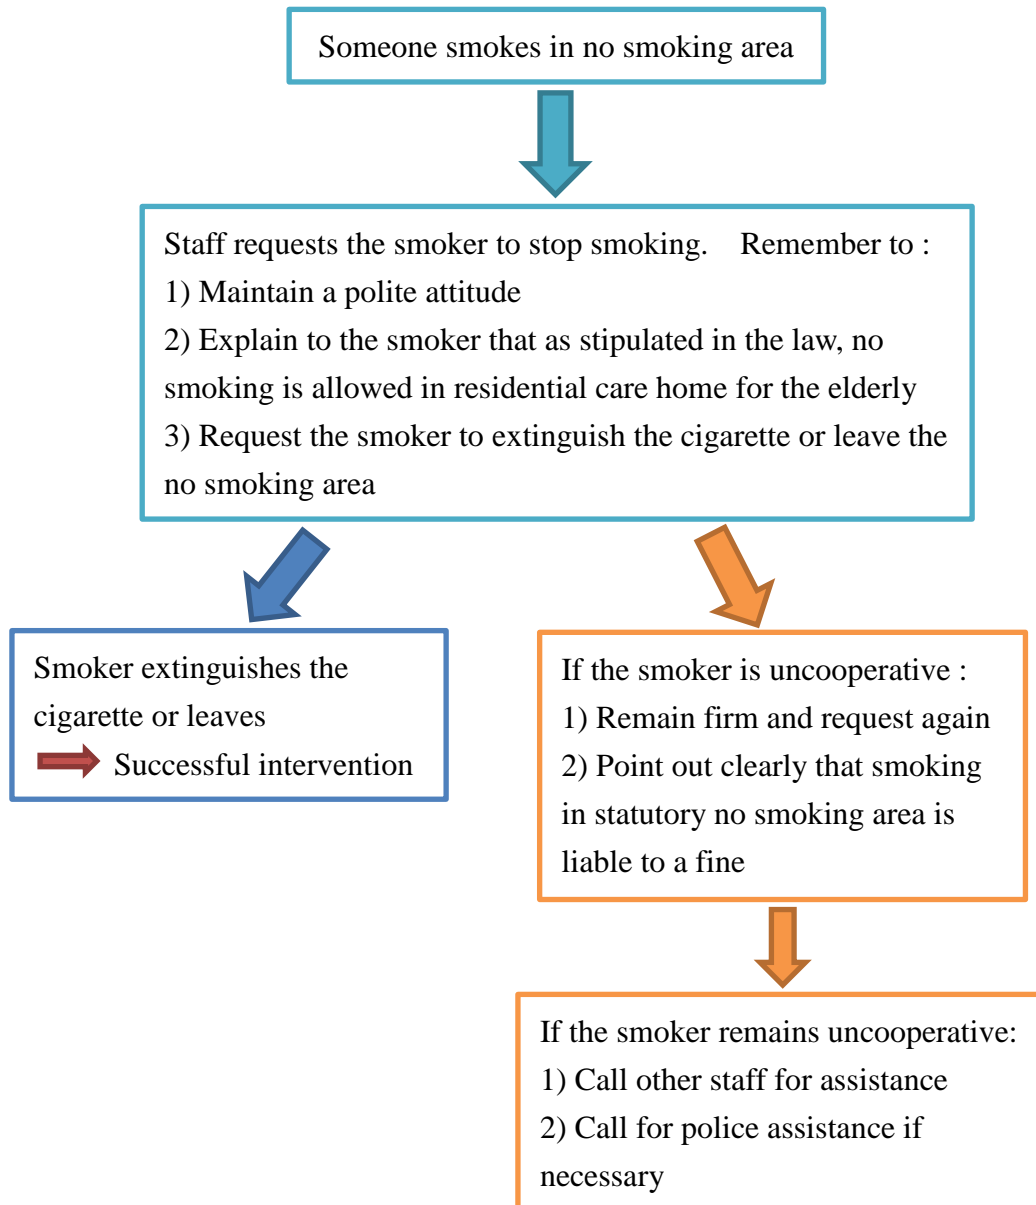 Someone smokes in no smoking area
Staff requests the smoker to stop smoking. Remember to :
1) Maintain a polite attitude
2) Explain to the smoker that as stipulated in the law, no
smoking is allowed in residential care home for the elderly
3) Request the smoker to extinguish the cigarette or leave the
no smoking area
Smoker extinguishes the
cigarette or leaves
Successful intervention
If the smoker is uncooperative :
1) Remain firm and request again
2) Point out clearly that smoking
in statutory no smoking area is
liable to a fine
If the smoker remains uncooperative:
1) Call other staff for assistance
2) Call for police assistance if
necessary